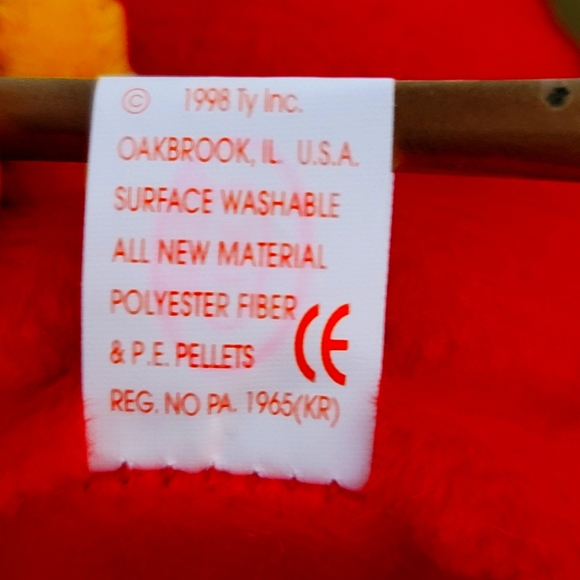 © 1998 Ty Inc.
OAKBROOK, IL. U.S.A.
SURFACE WASHABLE
ALL NEW MATERIAL
POLYESTER FIBER
& P.E. PELLETS
CE
REG. NO PA. 1965(KR)